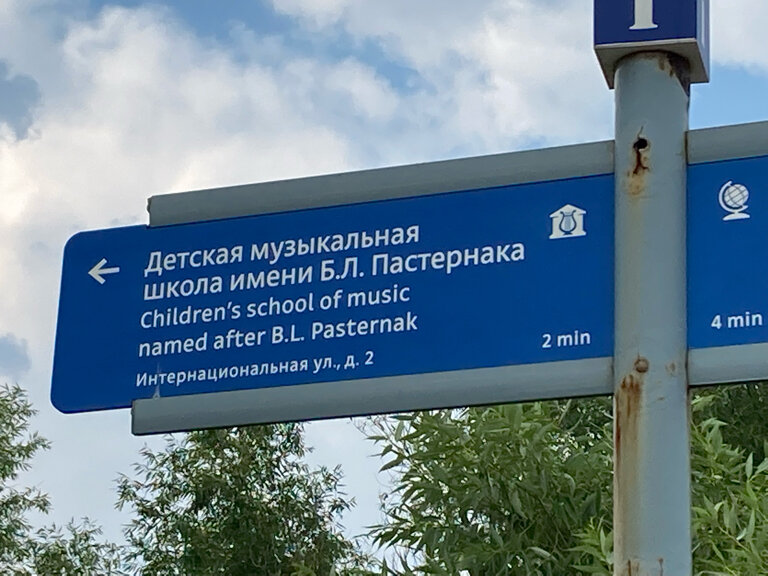 Детская музыкальная
школа имени Б.Л. Пастернака
Children's school of music
named after B.L. Pasternak
Интернациональная ул., д. 2
2 min
4 min